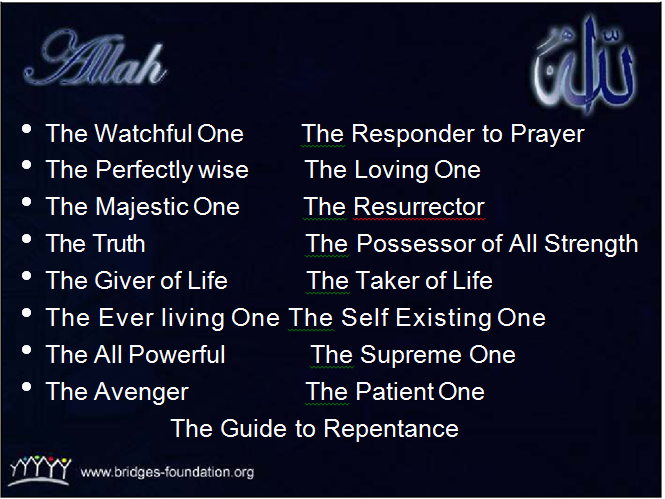 Allah الله
• The Watchful One The Responder to Prayer
• The Perfectly wise The Loving One
• The Majestic One The Resurrector
• The Truth The Possessor of All Strength
• The Giver of Life The Taker of Life
• The Ever living One The Self Existing One
• The All Powerful The Supreme One
• The Avenger The Patient One
The Guide to Repentance
www.bridges-foundation.org